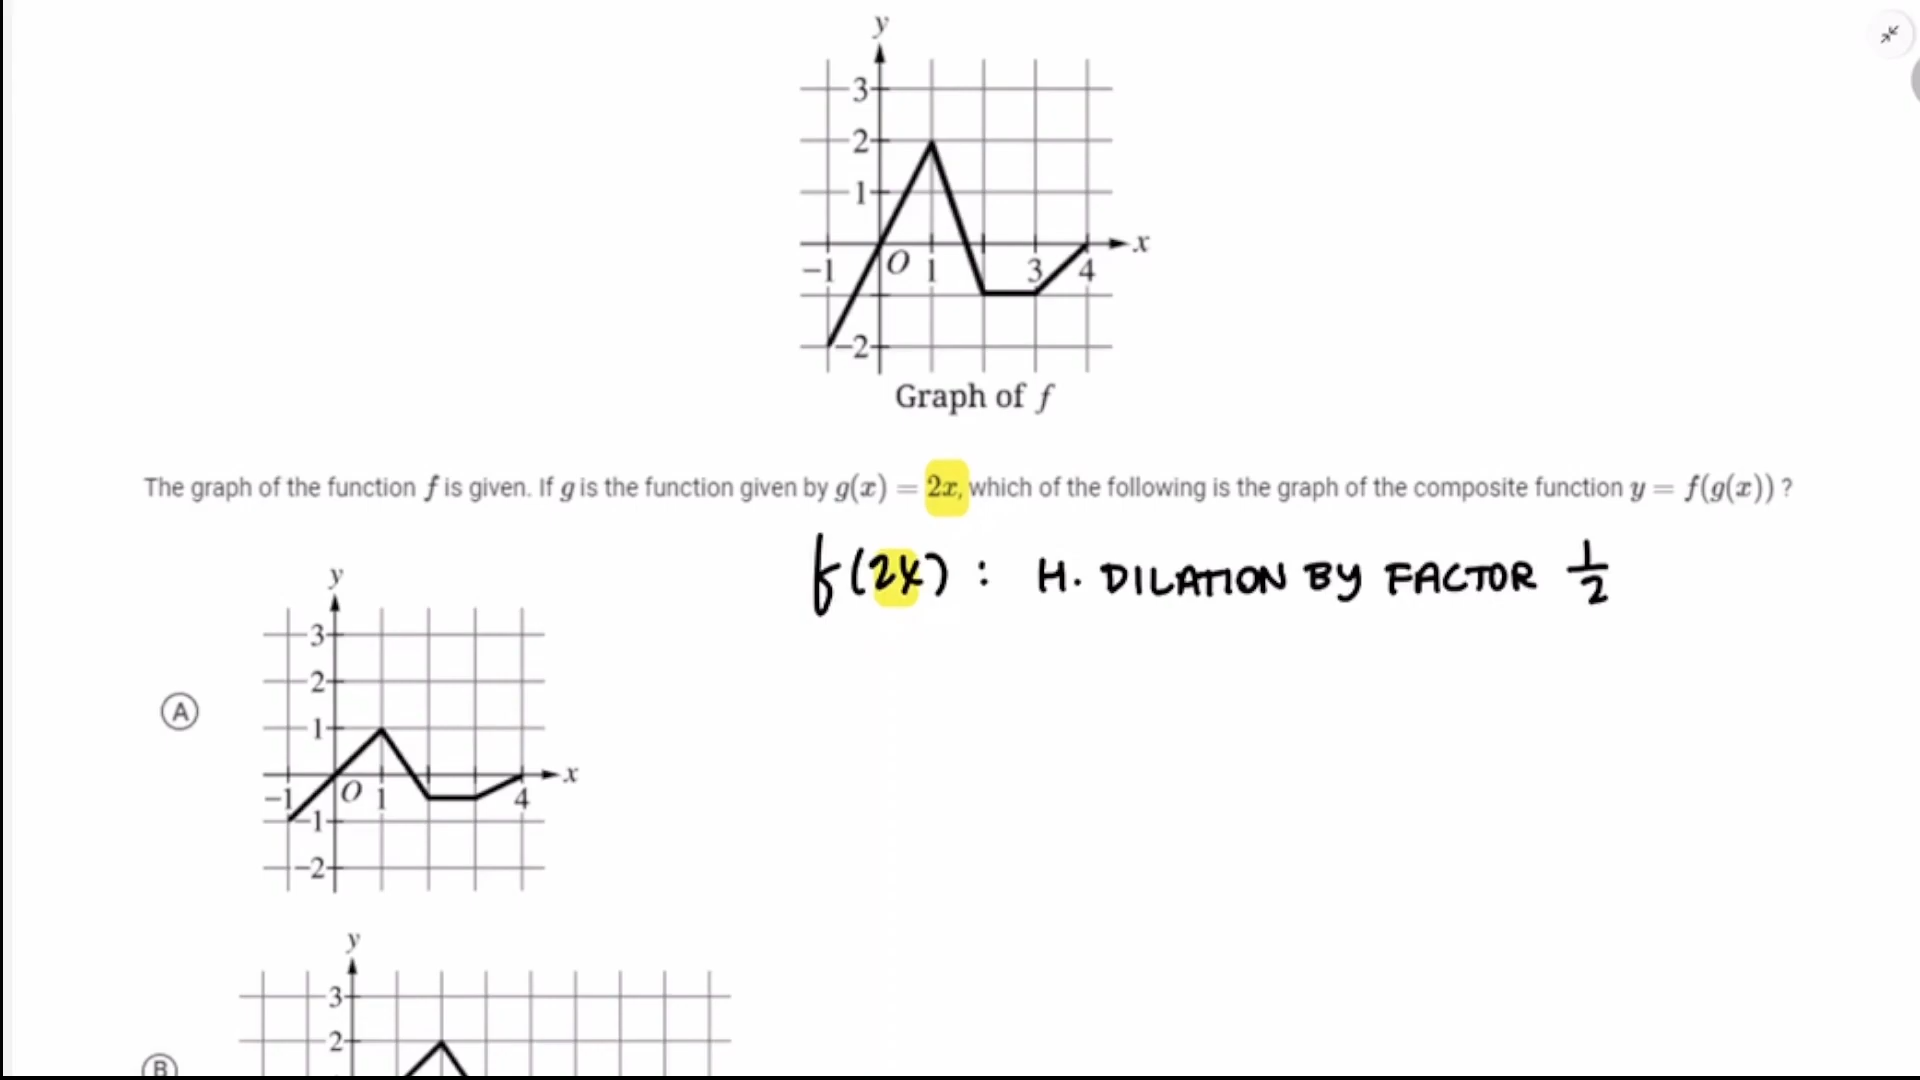 y
3
2
1
x
−1 O 1 3 4
−2
Graph of f
The graph of the function f is given. If g is the function given by g(x) = 2x, which of the following is the graph of the composite function y = f(g(x)) ?
f(2x) : H. DILATION BY FACTOR 1/2
y
3
2
A
1
x
−1 O 1 4
−1
−2
y
3
2
B